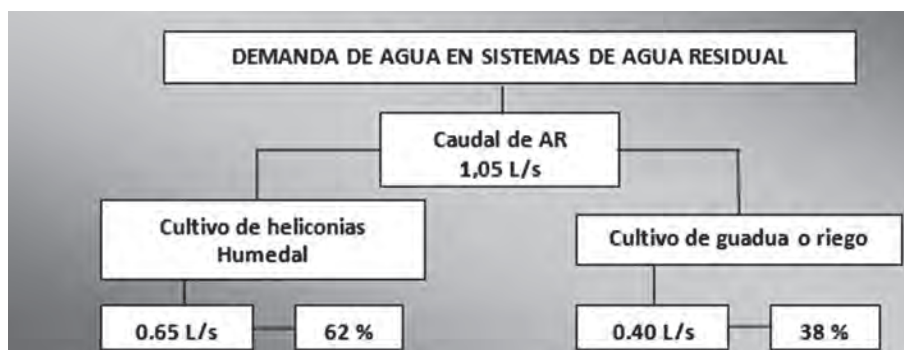 DEMANDA DE AGUA EN SISTEMAS DE AGUA RESIDUAL
Caudal de AR
1,05 L/s
Cultivo de heliconias
Humedal
Cultivo de guadua o riego
0.65 L/s
62 %
0.40 L/s
38 %